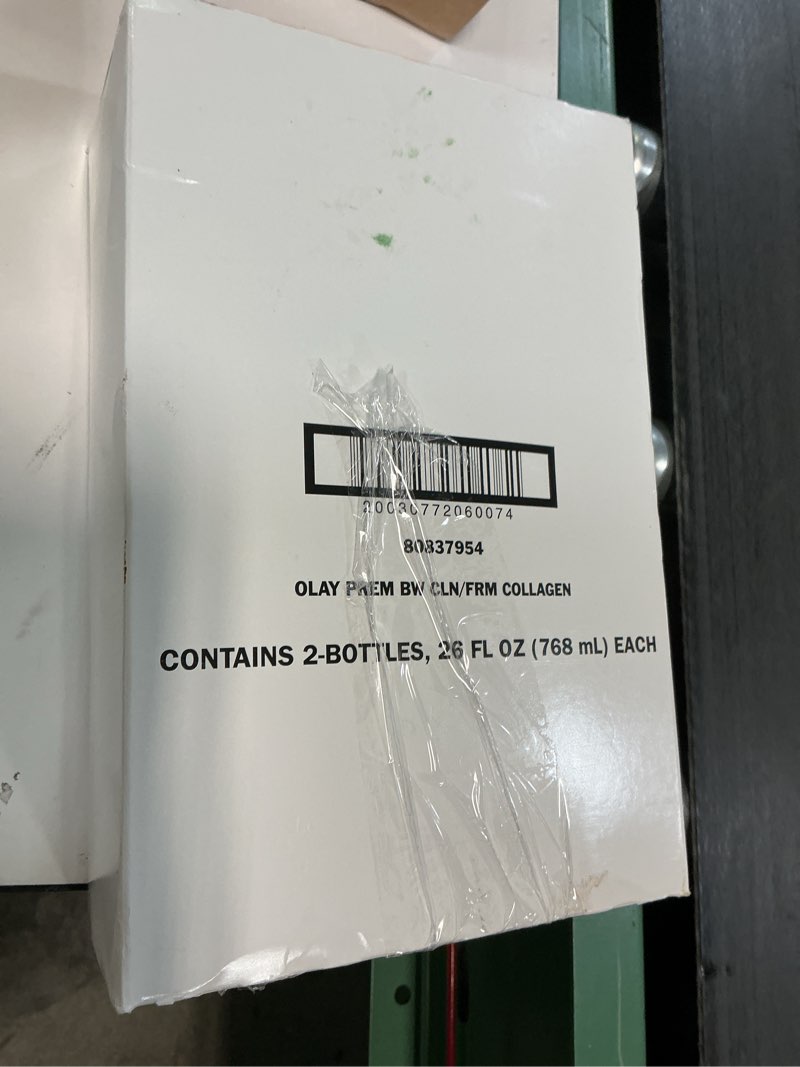 20030772060074
80837954
OLAY PREM BW CLN/FRM COLLAGEN
CONTAINS 2-BOTTLES, 26 FL OZ (768 mL) EACH